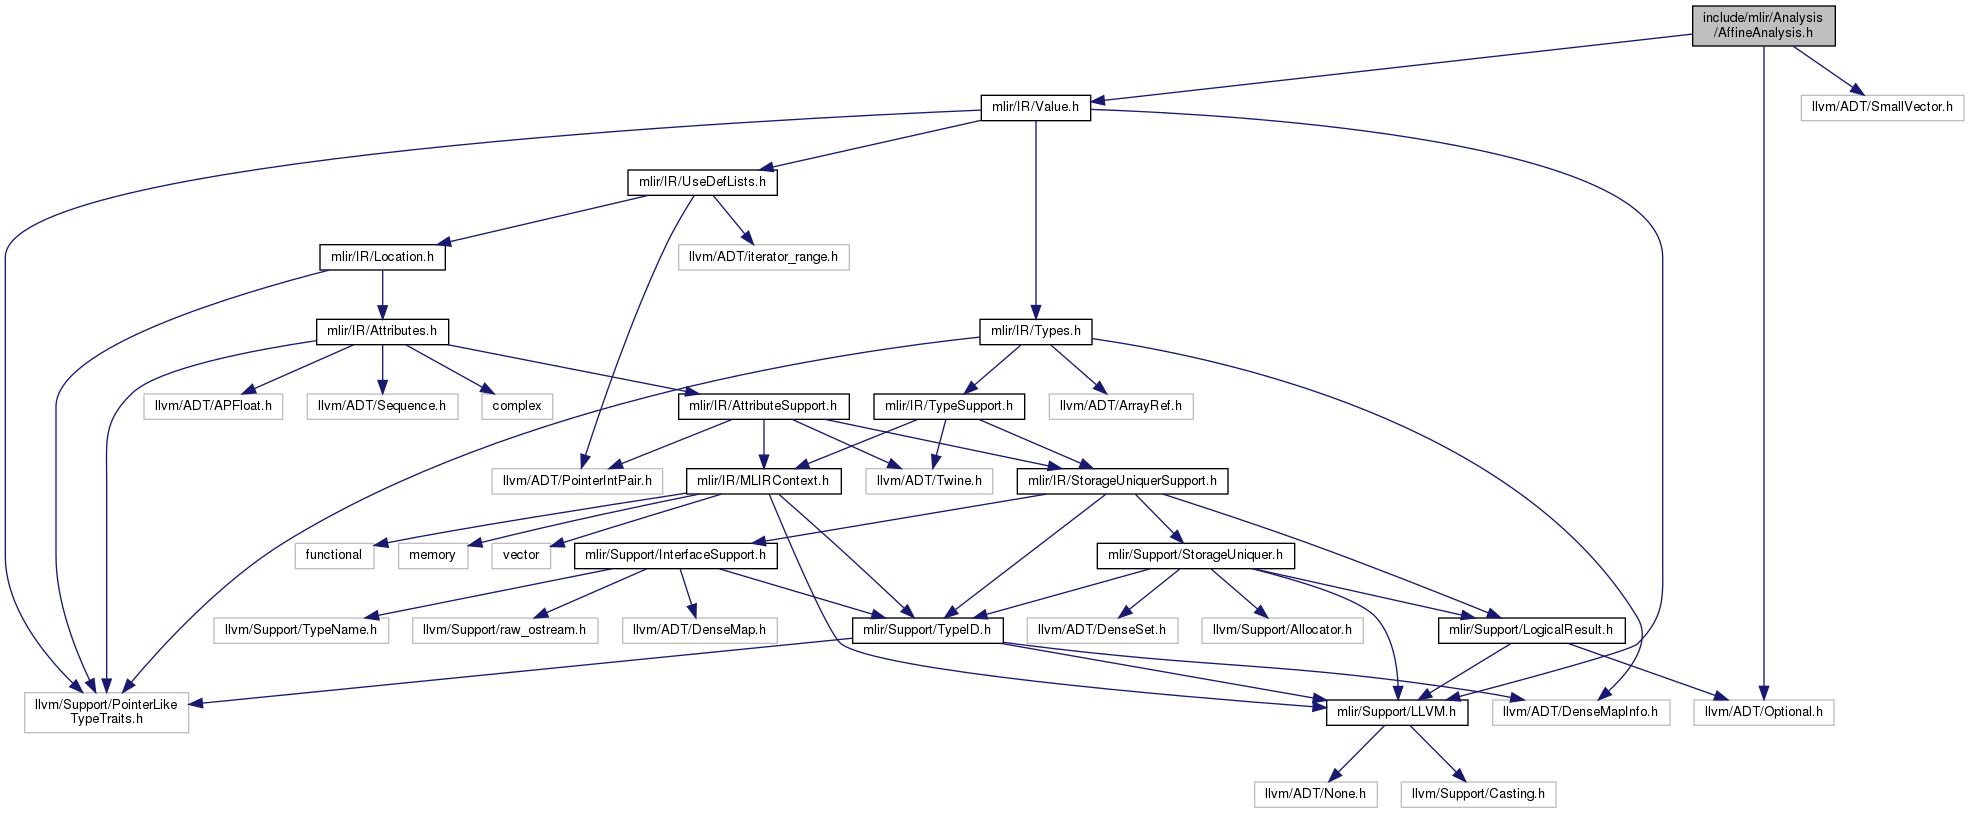 include/mlir/Analysis
/AffineAnalysis.h
mlir/IR/Value.h
llvm/ADT/SmallVector.h
mlir/IR/UseDefLists.h
mlir/IR/Location.h
llvm/ADT/iterator_range.h
mlir/IR/Attributes.h
mlir/IR/Types.h
llvm/ADT/APFloat.h
llvm/ADT/Sequence.h
complex
mlir/IR/AttributeSupport.h
mlir/IR/TypeSupport.h
llvm/ADT/ArrayRef.h
llvm/ADT/PointerIntPair.h
mlir/IR/MLIRContext.h
llvm/ADT/Twine.h
mlir/IR/StorageUniquerSupport.h
functional
memory
vector
mlir/Support/InterfaceSupport.h
mlir/Support/StorageUniquer.h
llvm/Support/TypeName.h
llvm/Support/raw_ostream.h
llvm/ADT/DenseMap.h
mlir/Support/TypeID.h
llvm/ADT/DenseSet.h
llvm/Support/Allocator.h
mlir/Support/LogicalResult.h
llvm/Support/PointerLike
TypeTraits.h
mlir/Support/LLVM.h
llvm/ADT/DenseMapInfo.h
llvm/ADT/Optional.h
llvm/ADT/None.h
llvm/Support/Casting.h